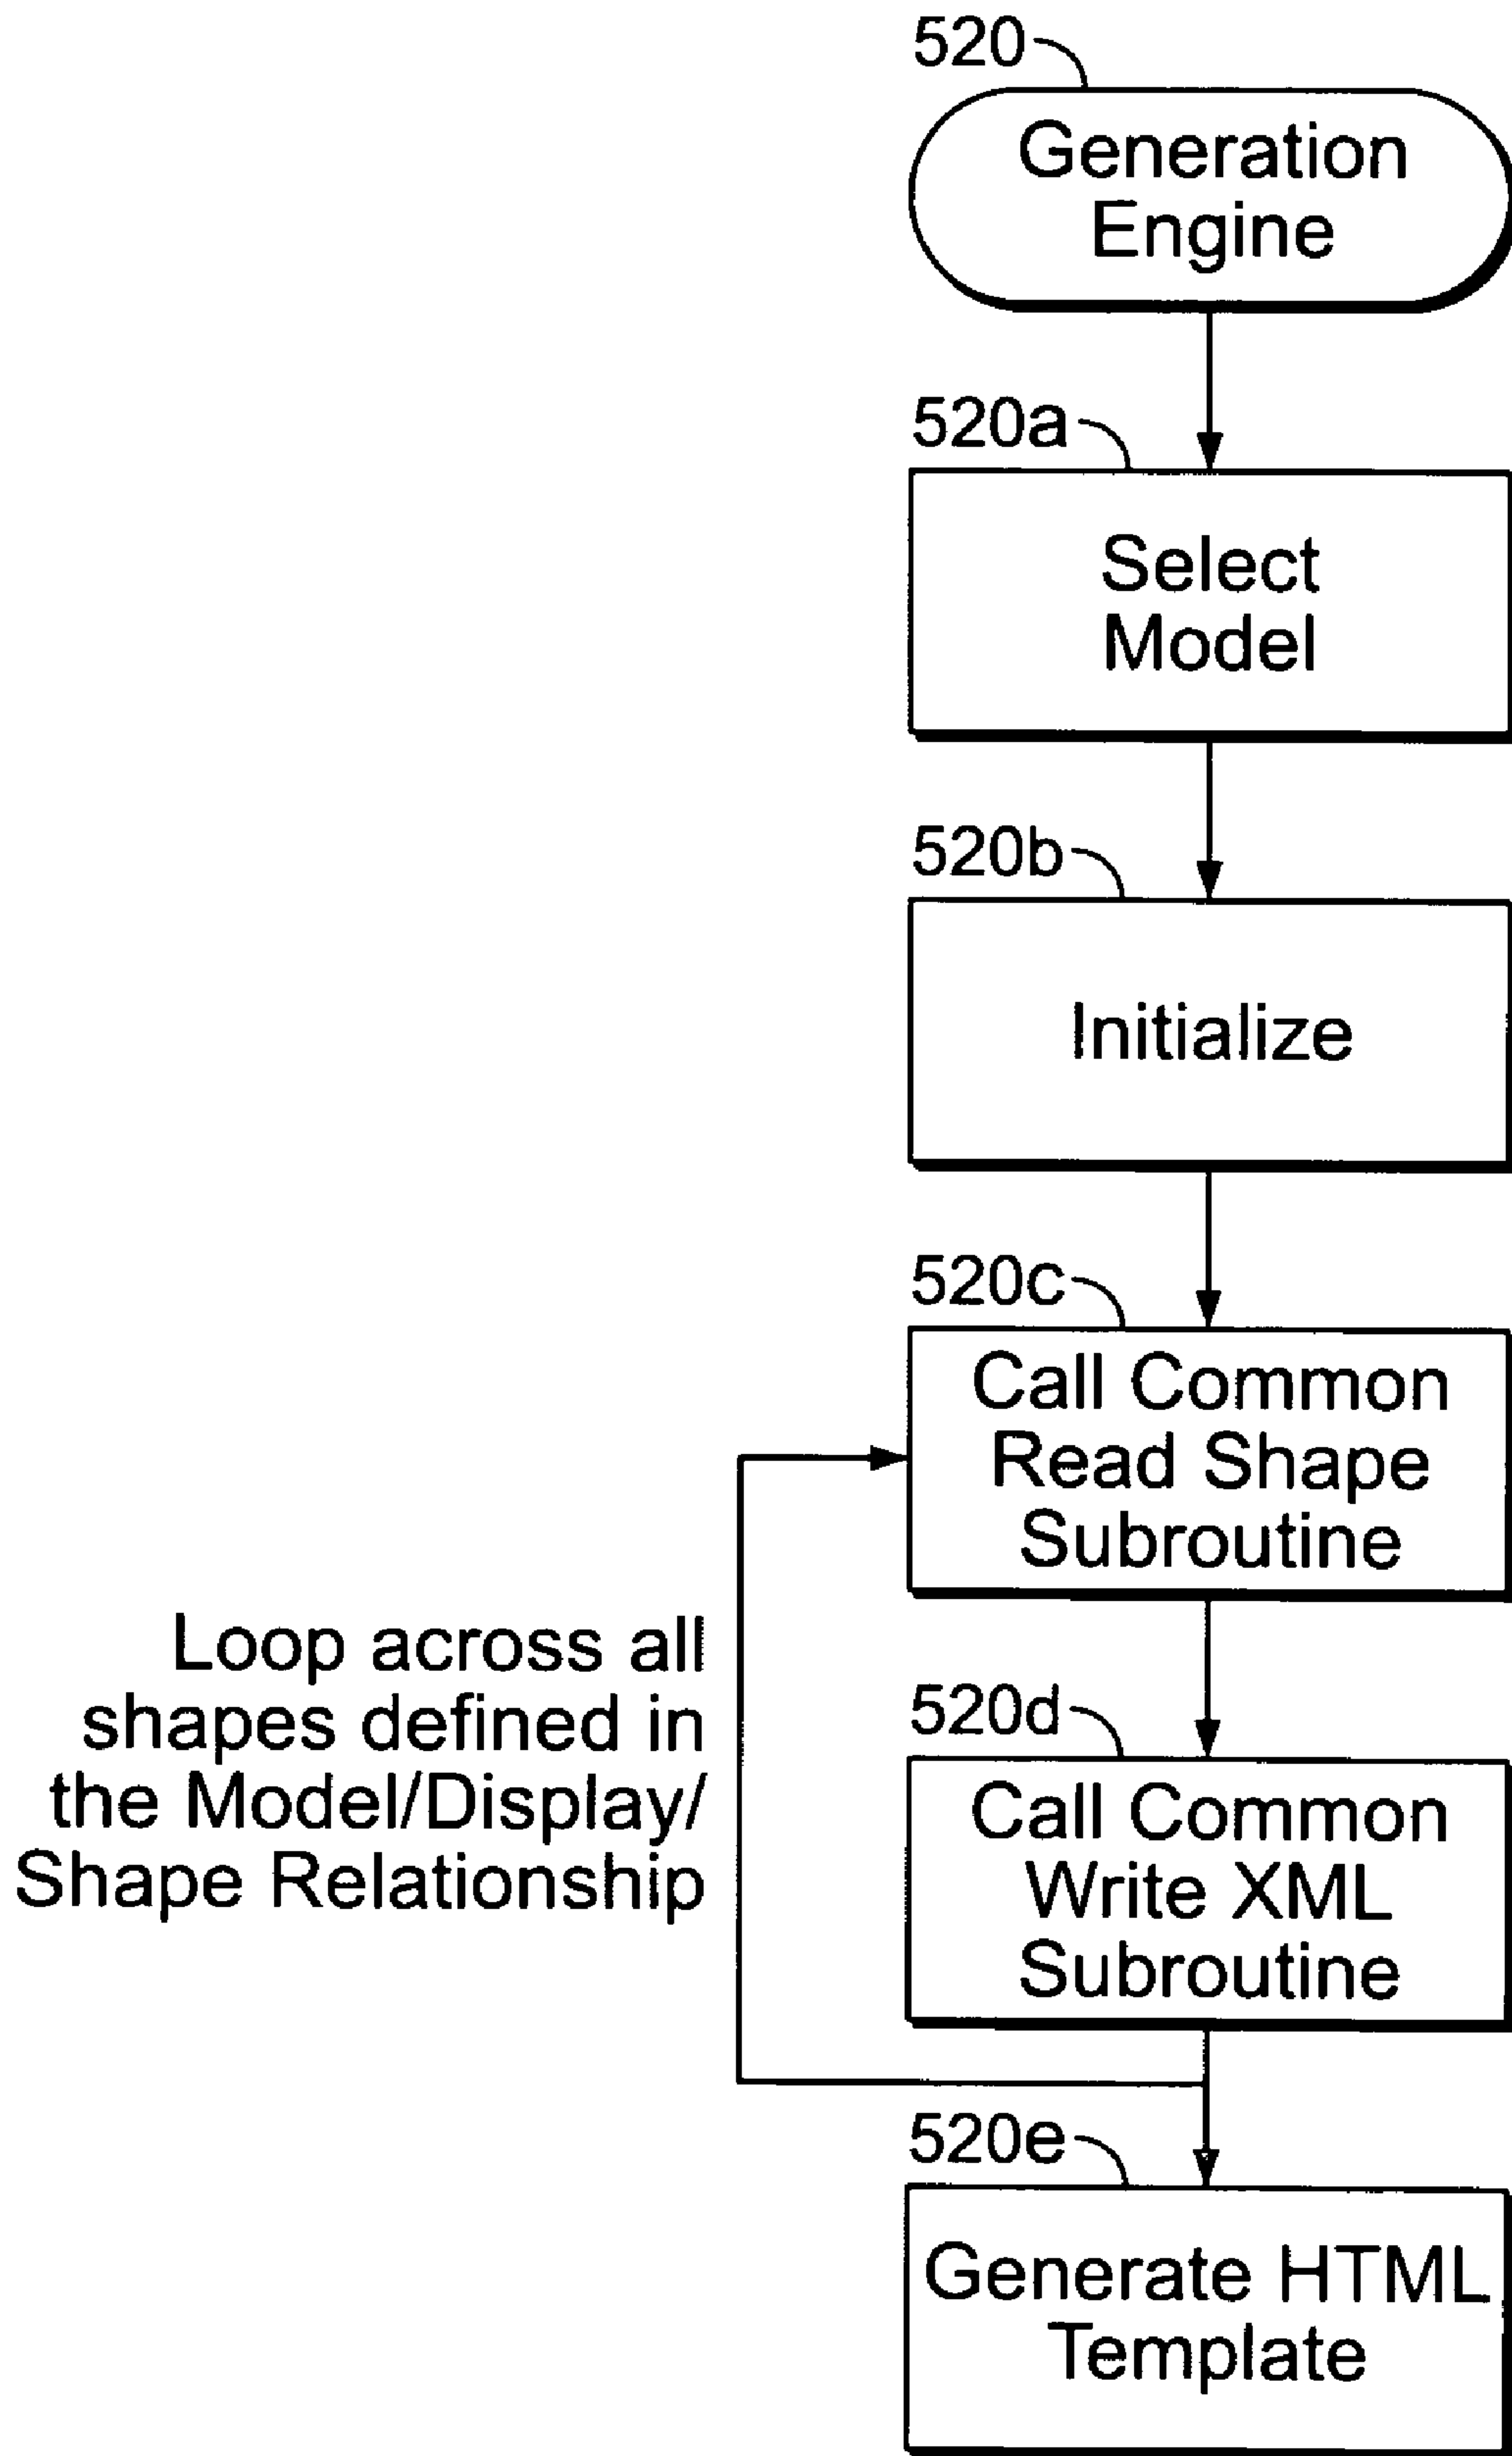 520
Generation
Engine
520a
Select
Model
520b
Initialize
520c
Call Common
Read Shape
Subroutine
Loop across all
shapes defined in
the Model/Display/
Shape Relationship
520d
Call Common
Write XML
Subroutine
520e
Generate HTML
Template